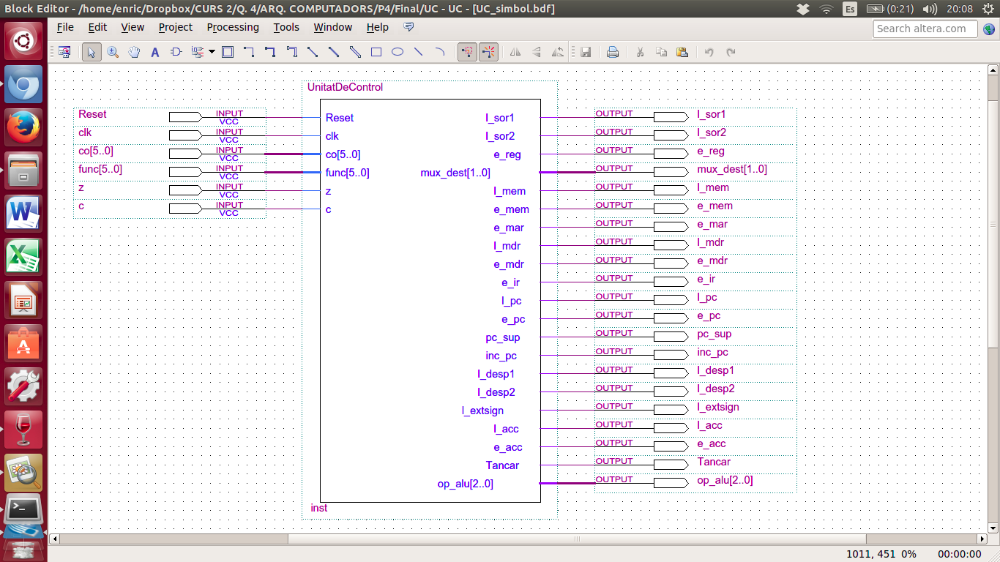 Block Editor - /home/enric/Dropbox/CURS 2/Q. 4/ARQ. COMPUTADORS/P4/Final/UC - UC - [UC_simbol.bdf]
Es
(0:21)
20:08
File Edit View Project Processing Tools Window Help
Search altera.com
UnitatDeControl
Reset INPUT VCC Reset l_sor1 OUTPUT l_sor1
clk INPUT VCC clk l_sor2 OUTPUT l_sor2
co[5..0] INPUT VCC co[5..0] e_reg OUTPUT e_reg
func[5..0] INPUT VCC func[5..0] mux_dest[1..0] OUTPUT mux_dest[1..0]
z INPUT VCC z l_mem OUTPUT l_mem
c INPUT VCC c e_mem OUTPUT e_mem
e_mar OUTPUT e_mar
l_mdr OUTPUT l_mdr
e_mdr OUTPUT e_mdr
e_ir OUTPUT e_ir
l_pc OUTPUT l_pc
e_pc OUTPUT e_pc
pc_sup OUTPUT pc_sup
inc_pc OUTPUT inc_pc
l_desp1 OUTPUT l_desp1
l_desp2 OUTPUT l_desp2
l_extsign OUTPUT l_extsign
l_acc OUTPUT l_acc
e_acc OUTPUT e_acc
Tancar OUTPUT Tancar
op_alu[2..0] OUTPUT op_alu[2..0]
inst
1011, 451 0% 00:00:00